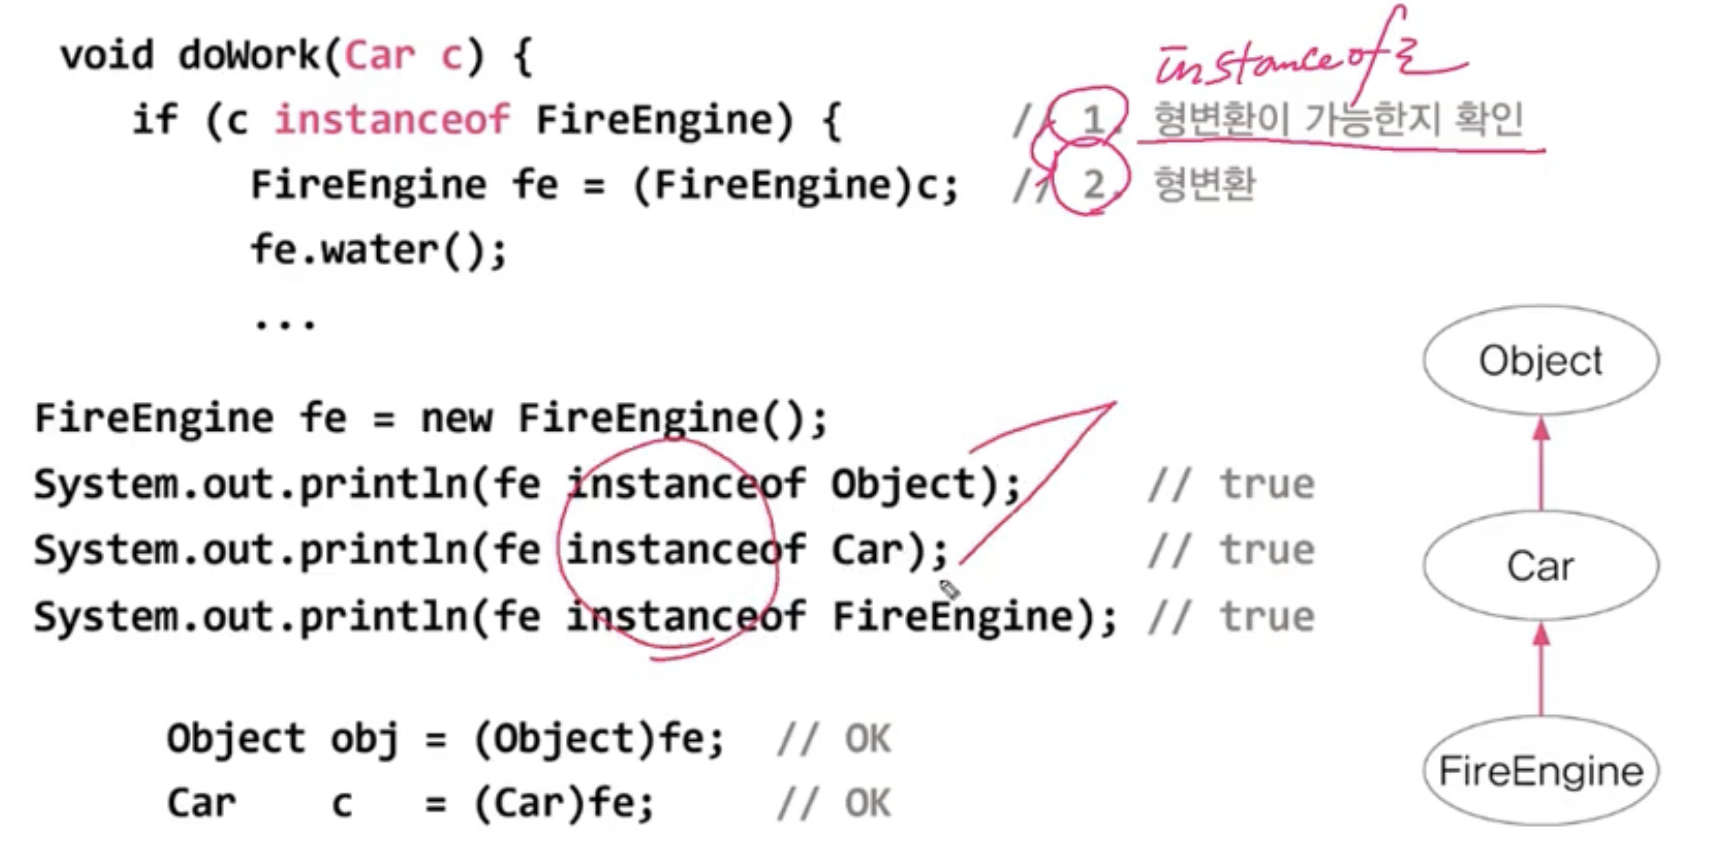 instanceof로
void doWork(Car c) {
if (c instanceof FireEngine) { // 1. 형변환이 가능한지 확인
FireEngine fe = (FireEngine)c; // 2. 형변환
fe.water();
...
FireEngine fe = new FireEngine();
System.out.println(fe instanceof Object); // true
System.out.println(fe instanceof Car); // true
System.out.println(fe instanceof FireEngine); // true
Object obj = (Object)fe; // OK
Car c = (Car)fe; // OK
Object
Car
FireEngine